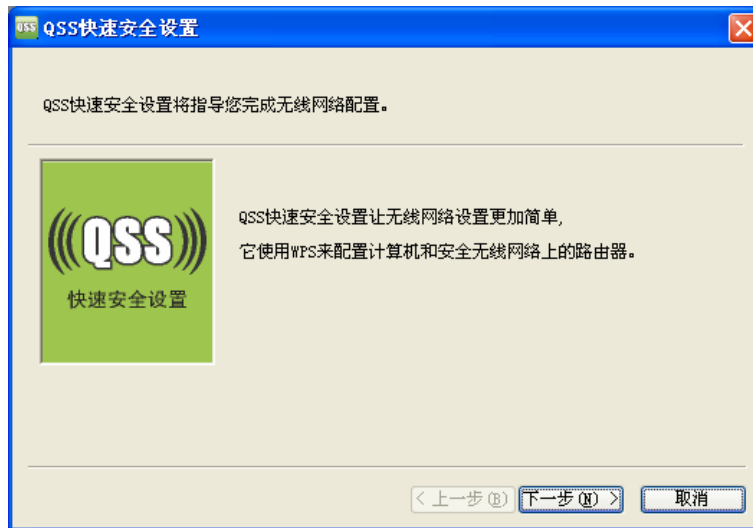 QSS QSS快速安全设置
QSS快速安全设置将指导您完成无线网络配置。
(((QSS)))
快速安全设置
QSS快速安全设置让无线网络设置更加简单,
它使用WPS来配置计算机和安全无线网络上的路由器。
< 上一步(B) 下一步(N) > 取消